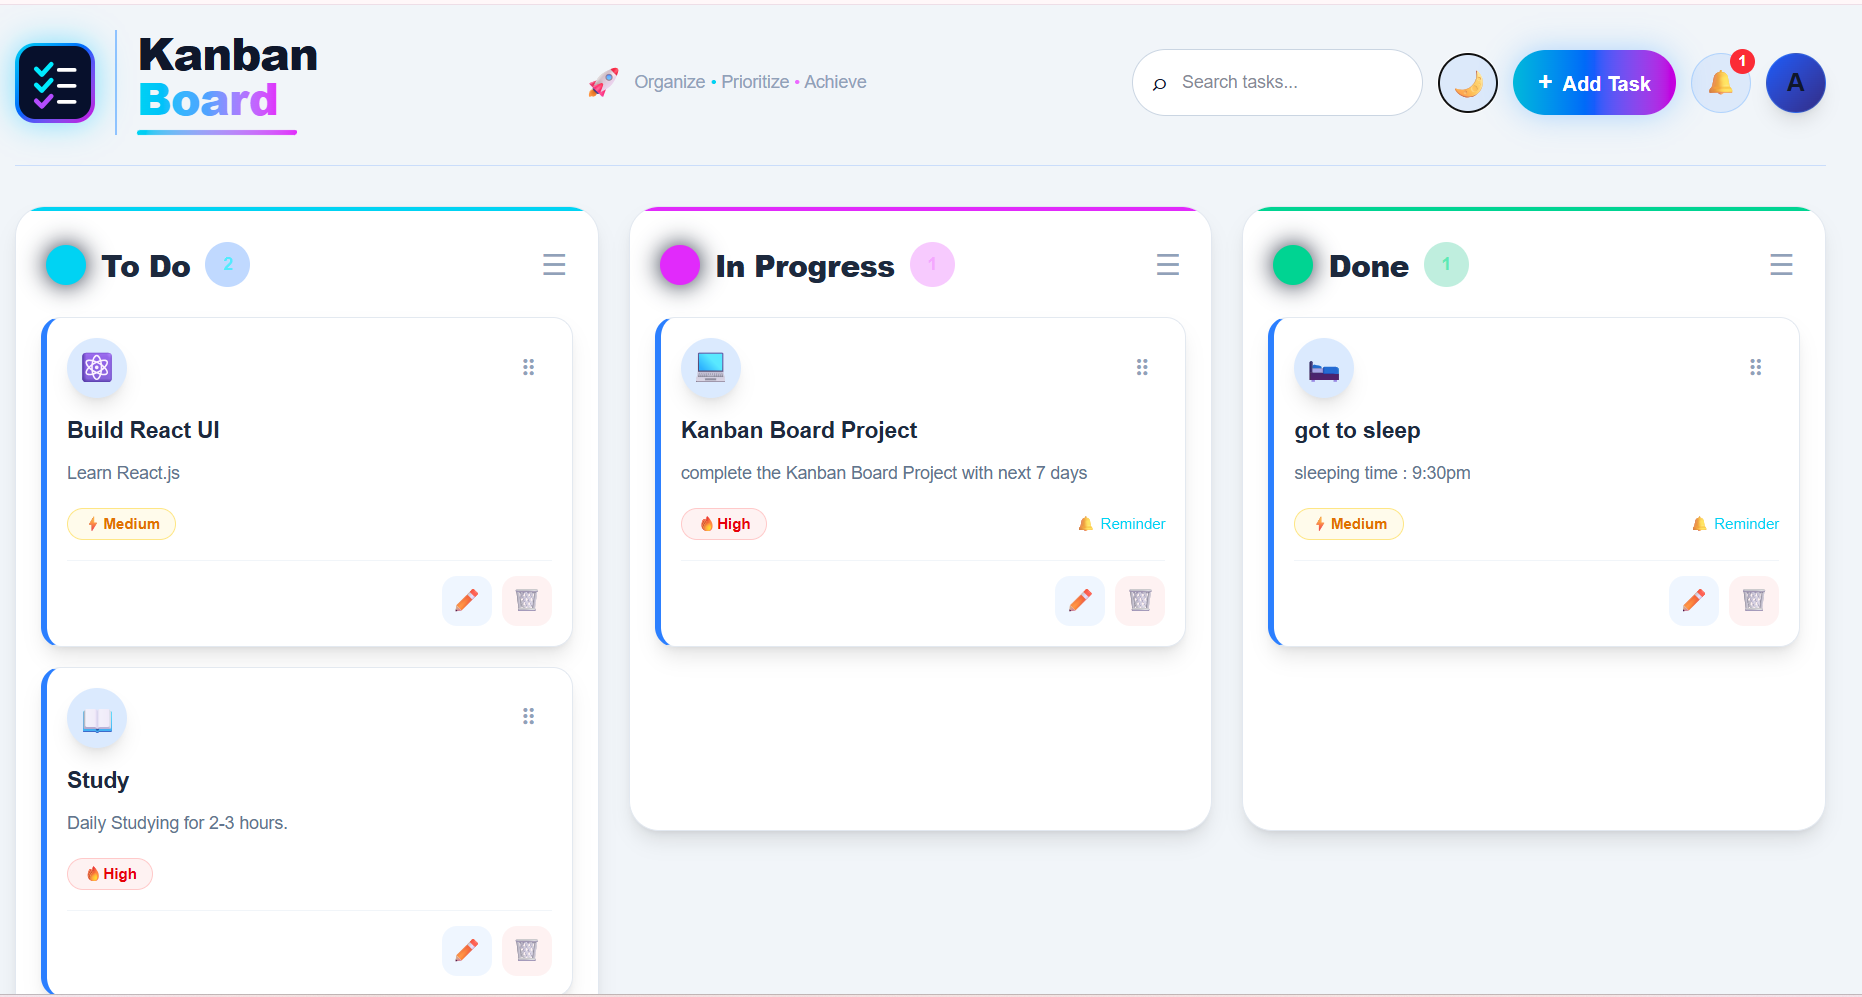 Kanban
Board
Organize • Prioritize • Achieve
Search tasks...
+ Add Task
1
A
To Do 2
Build React UI
Learn React.js
Medium
Study
Daily Studying for 2-3 hours.
High
In Progress 1
Kanban Board Project
complete the Kanban Board Project with next 7 days
High Reminder
Done 1
got to sleep
sleeping time : 9:30pm
Medium Reminder